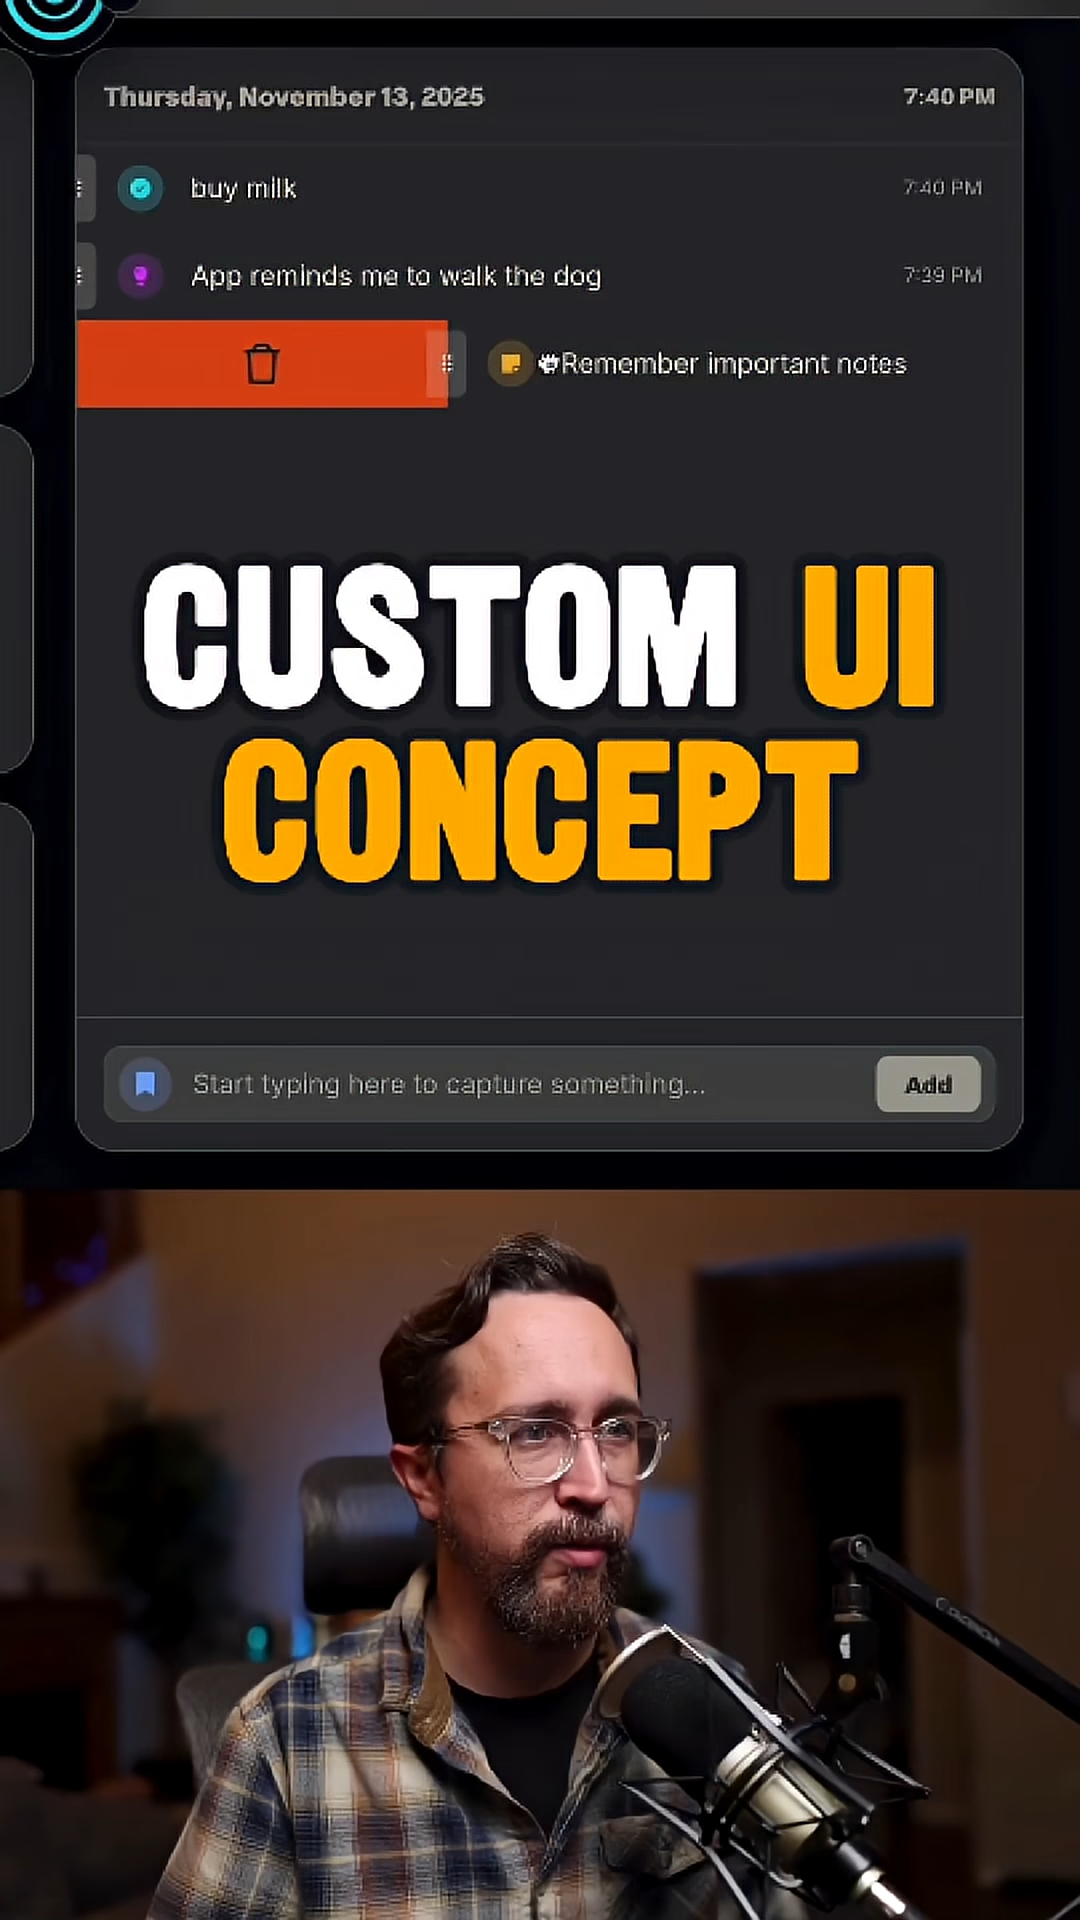 Thursday, November 13, 2025 7:40 PM
buy milk 7:40 PM
App reminds me to walk the dog 7:39 PM
Remember important notes
CUSTOM UI
CONCEPT
Start typing here to capture something... Add